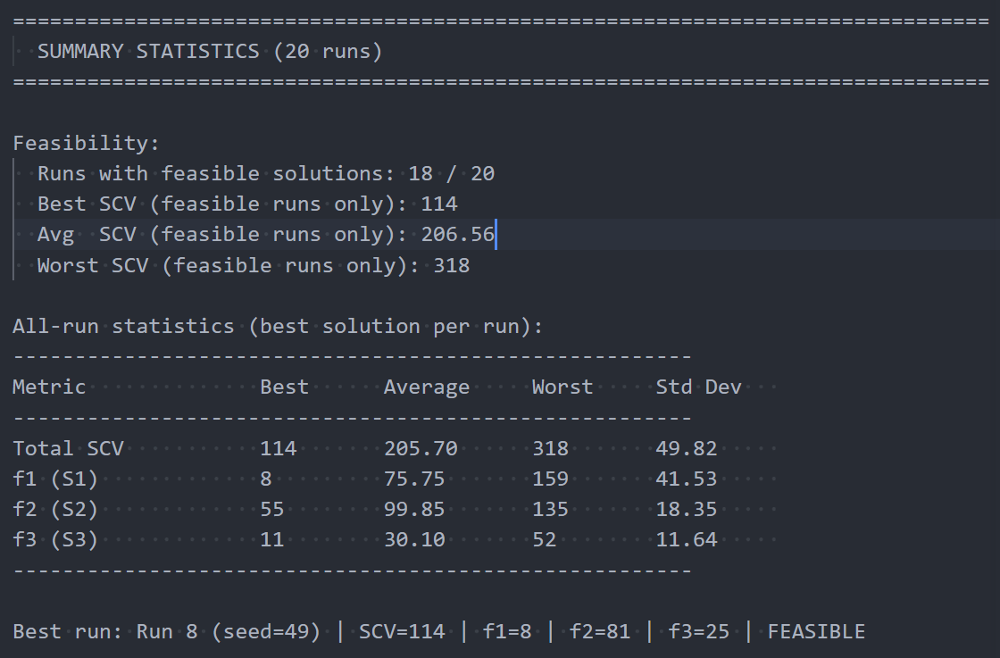 ===============================================================================
  SUMMARY STATISTICS (20 runs)
===============================================================================

Feasibility:
  Runs with feasible solutions: 18 / 20
  Best SCV (feasible runs only): 114
  Avg  SCV (feasible runs only): 206.56
  Worst SCV (feasible runs only): 318

All-run statistics (best solution per run):
-------------------------------------------------------
Metric              Best      Average     Worst     Std Dev
-------------------------------------------------------
Total SCV           114       205.70      318       49.82
f1 (S1)             8         75.75       159       41.53
f2 (S2)             55        99.85       135       18.35
f3 (S3)             11        30.10       52        11.64
-------------------------------------------------------

Best run: Run 8 (seed=49) | SCV=114 | f1=8 | f2=81 | f3=25 | FEASIBLE